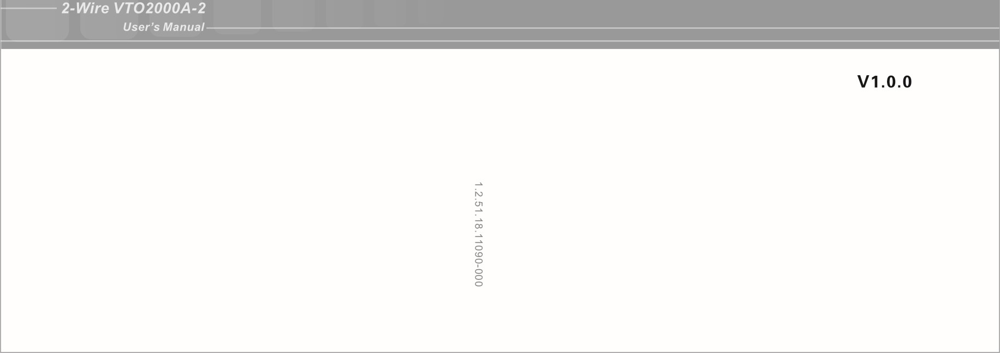 2-Wire VTO2000A-2
User’s Manual
V1.0.0
1.2.51.18.11090-000